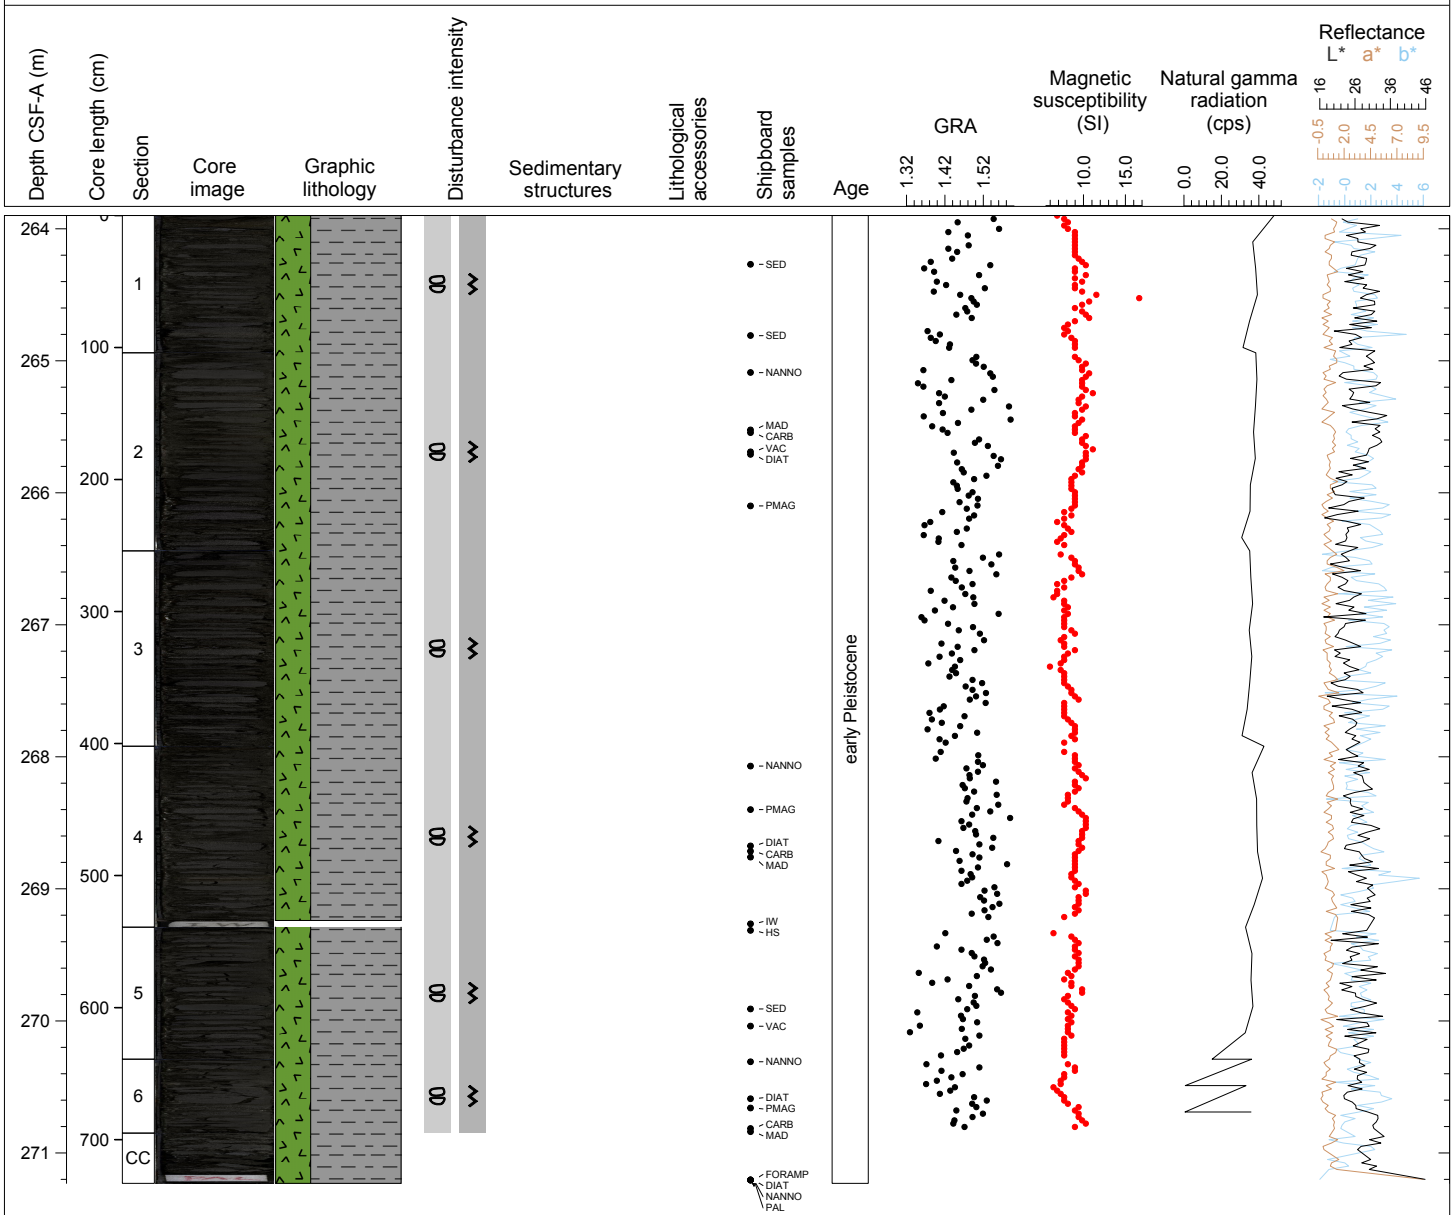 Depth CSF-A (m)
Core length (cm)
Section
Core
image
Graphic
lithology
Disturbance intensity
Sedimentary
structures
Lithological
accessories
Shipboard
samples
Age
GRA
1.32 1.42 1.52
Magnetic
susceptibility
(SI)
10.0 15.0
Natural gamma
radiation
(cps)
0.0 20.0 40.0
Reflectance
L* a* b*
16 26 36 46
-0.5 2.0 4.5 7.0 9.5
-2 -0 2 4 6
0
264
SED
1
SED
100
265
NANNO
MAD
CARB
2
VAC
DIAT
200
266
PMAG
300
267
3
early Pleistocene
400
268
NANNO
PMAG
4
DIAT
CARB
MAD
500
269
IW
HS
5
600
SED
270
VAC
NANNO
6
DIAT
PMAG
CARB
MAD
700
271
CC
FORAMP
DIAT
NANNO
PAL